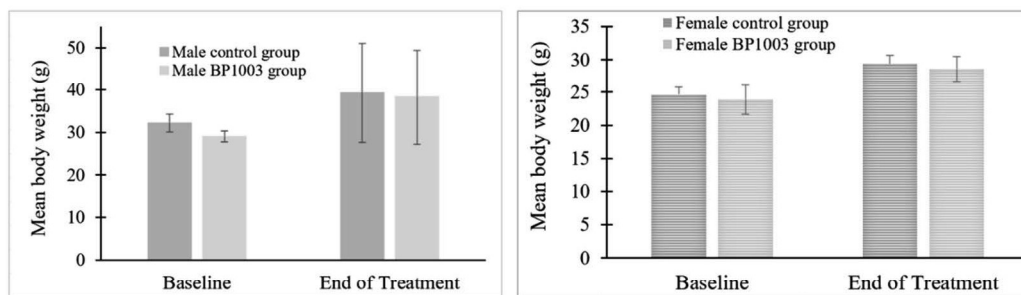 Mean body weight (g)
50
40
30
20
10
0
Male control group
Male BP1003 group
Baseline
End of Treatment
Mean body weight (g)
35
30
25
20
15
10
5
0
Female control group
Female BP1003 group
Baseline
End of Treatment